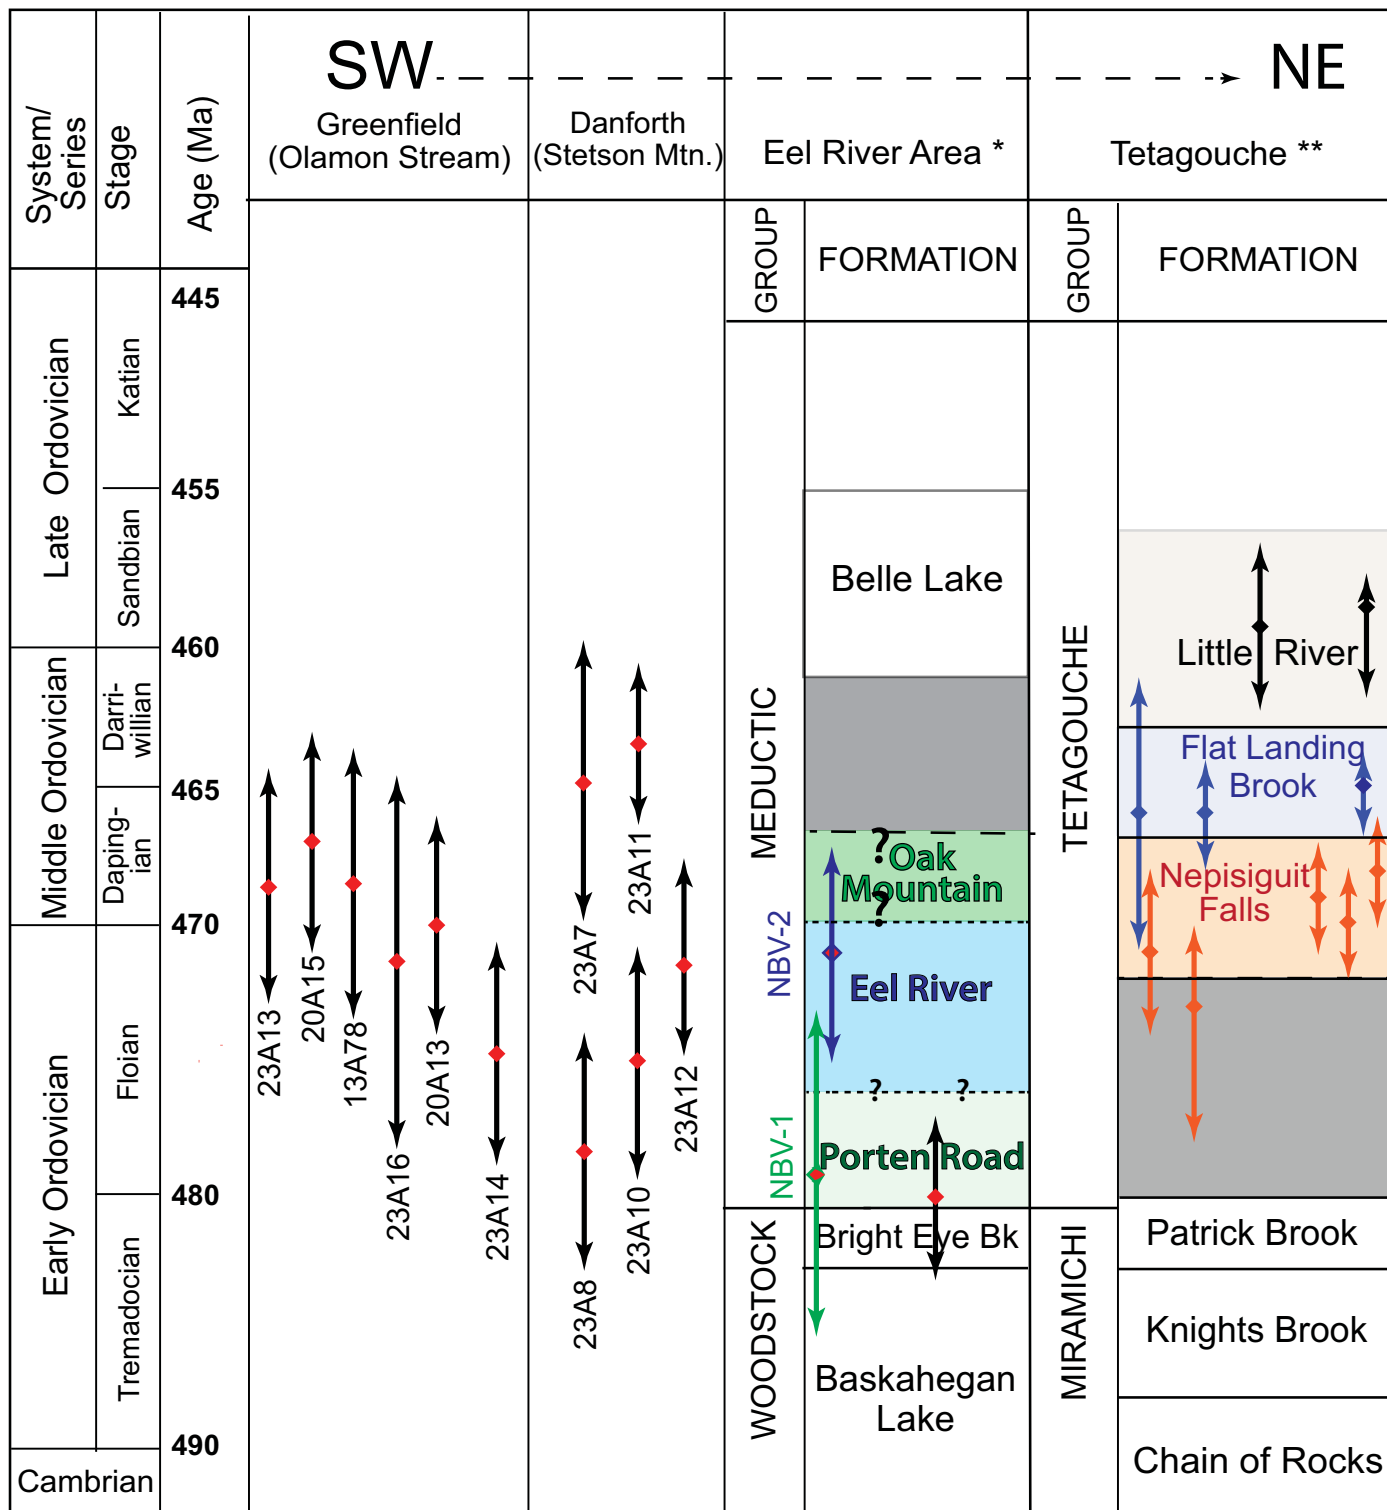 SW
NE
System/
Series
Stage
Age (Ma)
Greenfield
(Olamon Stream)
Danforth
(Stetson Mtn.)
Eel River Area *
Tetagouche **
GROUP
FORMATION
GROUP
FORMATION
445
455
460
465
470
480
490
Late Ordovician
Middle Ordovician
Early Ordovician
Cambrian
Katian
Sandbian
Darri-
willian
Daping-
ian
Floian
Tremadocian
23A13
20A15
13A78
23A16
20A13
23A14
23A7
23A8
23A11
23A10
23A12
MEDUCTIC
WOODSTOCK
NBV-2
NBV-1
Belle Lake
?
Oak
Mountain
?
Eel River
? ?
Porten Road
Bright Eye Bk
Baskahegan
Lake
TETAGOUCHE
MIRAMICHI
Little River
Flat Landing
Brook
Nepisiguit
Falls
Patrick Brook
Knights Brook
Chain of Rocks